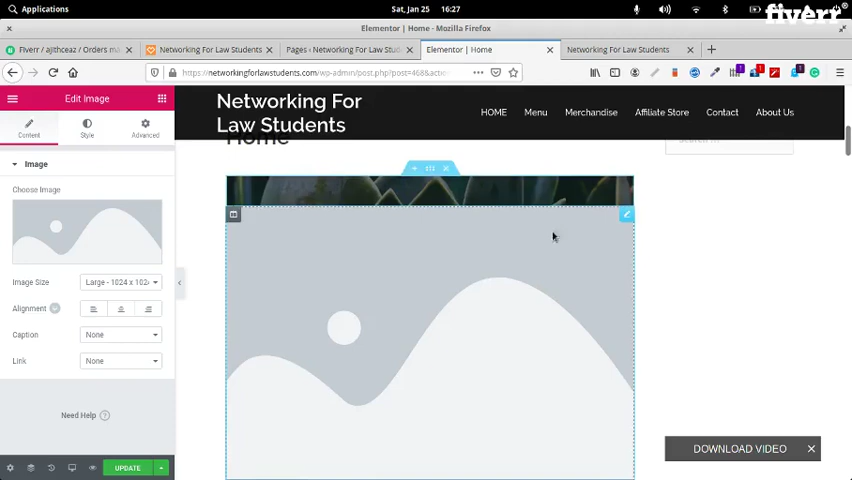 Applications
Sat, Jan 25
16:27
fiverr®
Elementor | Home - Mozilla Firefox
Fiverr / ajithceaz / Orders ma
Networking For Law Students
Pages ‹ Networking For Law Stud
Elementor | Home
Networking For Law Students
https://networkingforlawstudents.com/wp-admin/post.php?post=468&actio
Edit Image
Content
Style
Advanced
Image
Choose Image
Image Size
Large - 1024 x 1024
Alignment
Caption
None
Link
None
Need Help
UPDATE
Networking For
Law Students
HOME
Menu
Merchandise
Affiliate Store
Contact
About Us
Home
DOWNLOAD VIDEO